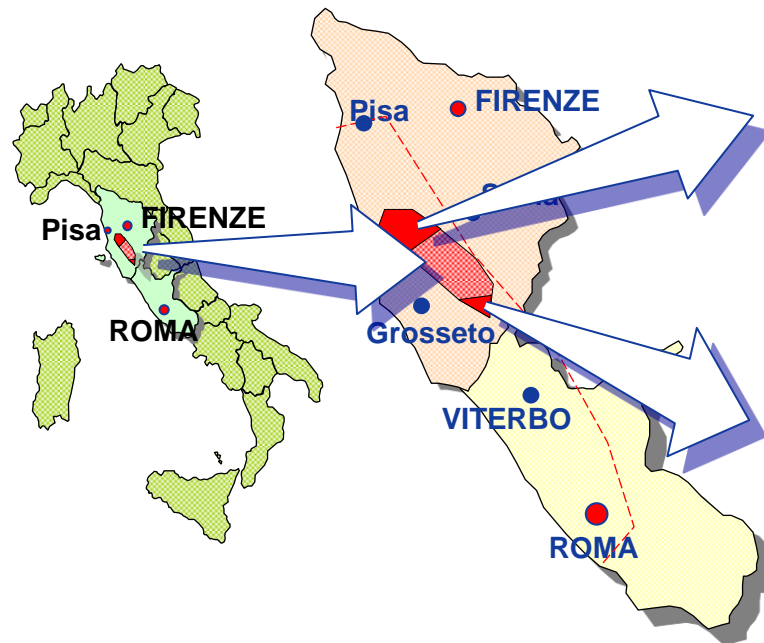 Pisa
FIRENZE
Pisa
FIRENZE
Grosseto
ROMA
VITERBO
ROMA